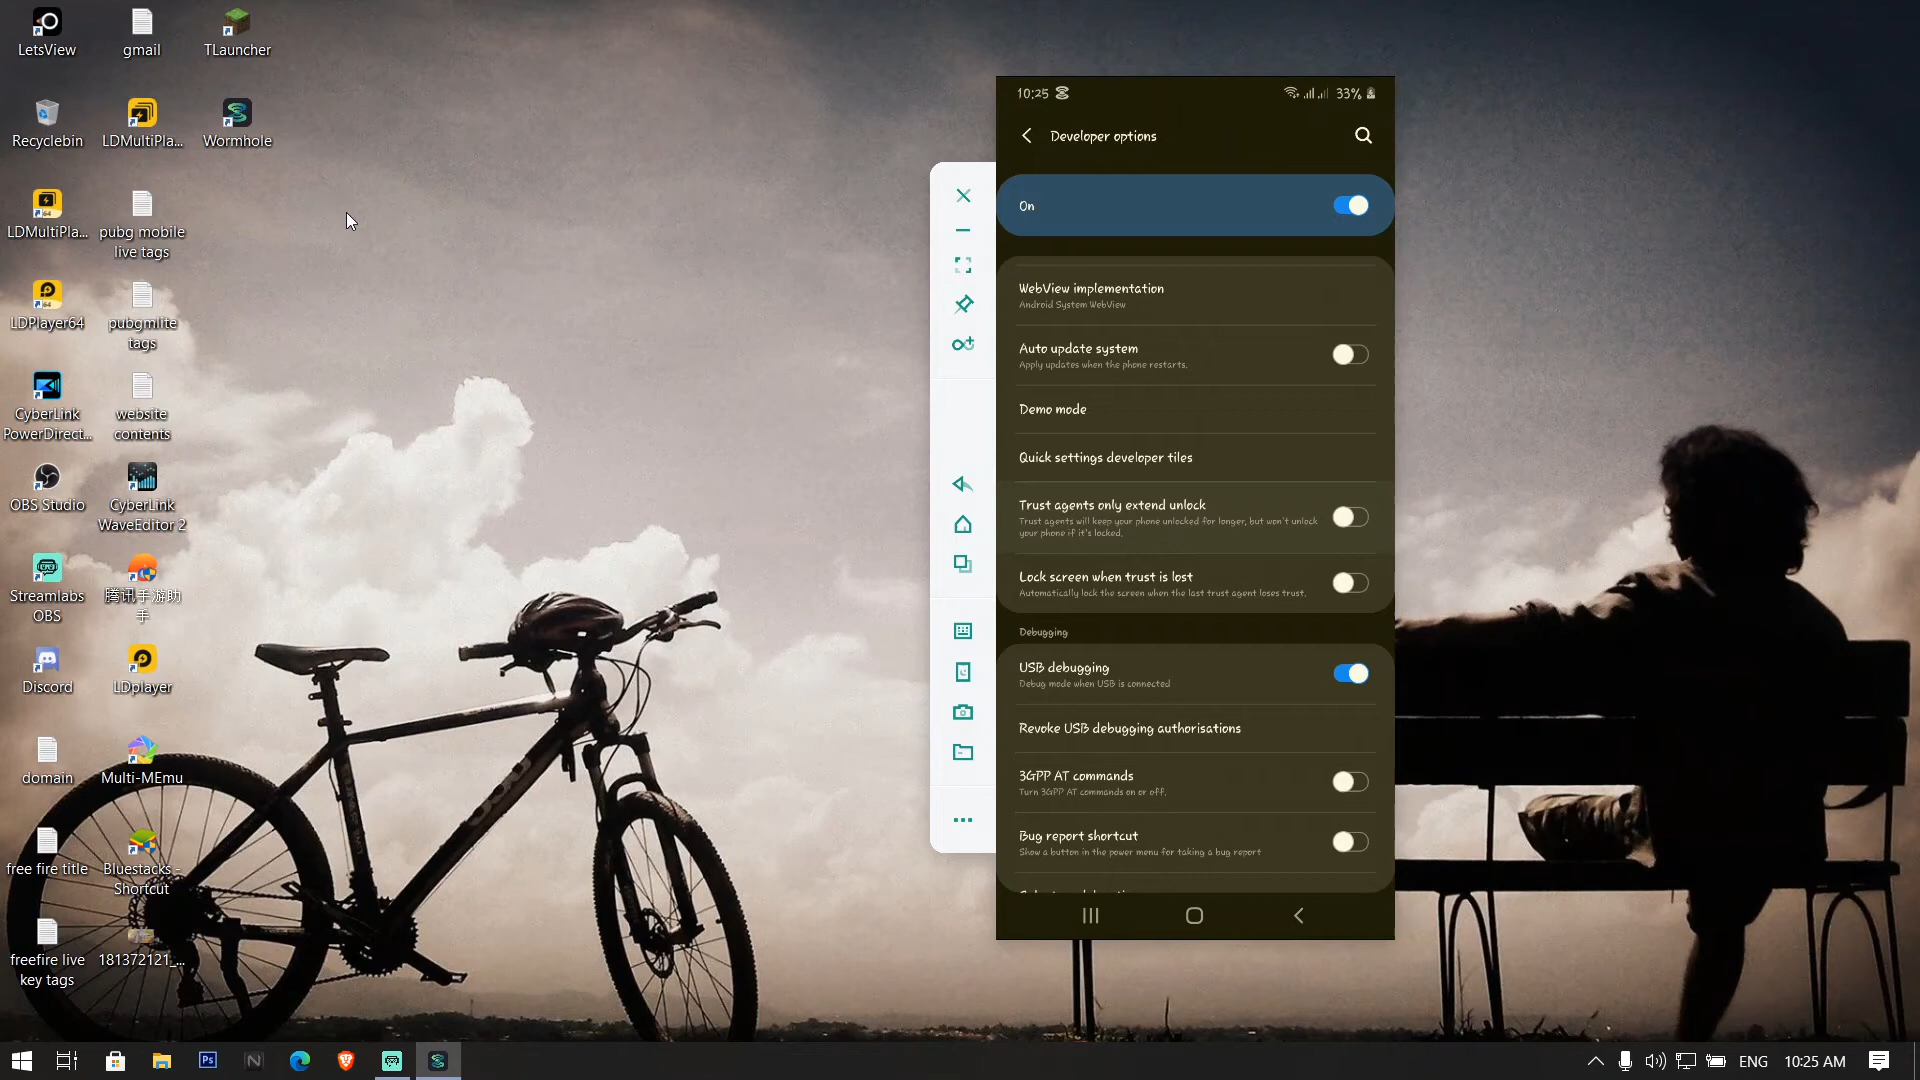 LetsView
gmail
TLauncher
Recyclebin
LDMultiPla...
Wormhole
LDMultiPla...
pubg mobile
live tags
LDPlayer64
pubgmlite
tags
CyberLink
PowerDirect...
website
contents
OBS Studio
CyberLink
WaveEditor 2
Streamlabs
OBS
腾讯手游助
手
Discord
LDplayer
domain
Multi-MEmu
free fire title
Bluestacks -
Shortcut
freefire live
key tags
181372121_...
10:25
33%
Developer options
On
WebView implementation
Android System WebView
Auto update system
Apply updates when the phone restarts.
Demo mode
Quick settings developer tiles
Trust agents only extend unlock
Trust agents will keep your phone unlocked for longer, but won't unlock
your phone if it's locked.
Lock screen when trust is lost
Automatically lock the screen when the last trust agent loses trust.
Debugging
USB debugging
Debug mode when USB is connected
Revoke USB debugging authorisations
3GPP AT commands
Turn 3GPP AT commands on or off.
Bug report shortcut
Show a button in the power menu for taking a bug report
Ps
N
ENG
10:25 AM